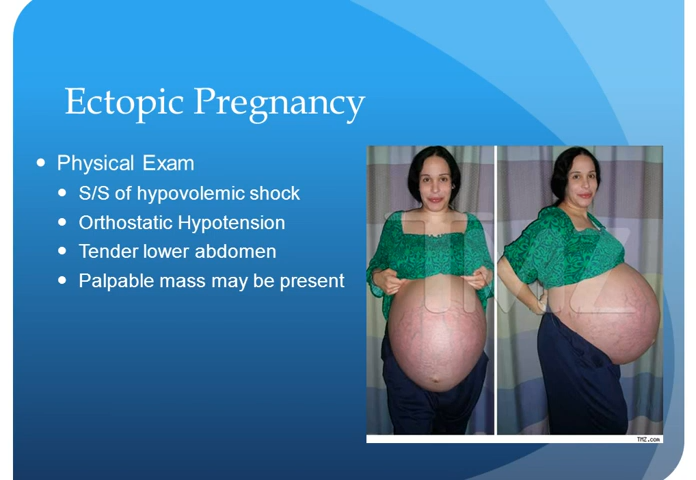 Ectopic Pregnancy
Physical Exam
S/S of hypovolemic shock
Orthostatic Hypotension
Tender lower abdomen
Palpable mass may be present
TMZ
TMZ.com